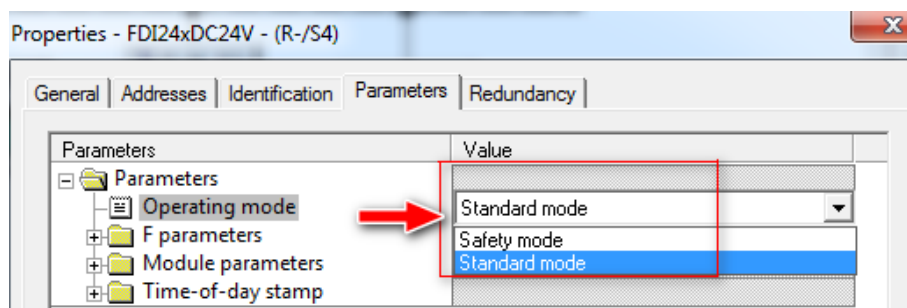 Properties - FDI24xDC24V - (R-/S4)
General Addresses Identification Parameters Redundancy
Parameters Value
Parameters
Operating mode Standard mode
F parameters Safety mode
Module parameters Standard mode
Time-of-day stamp